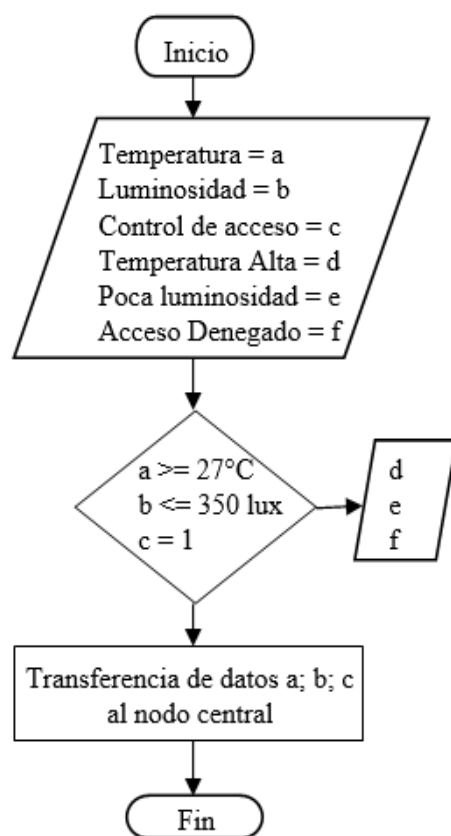 Inicio
Temperatura = a
Luminosidad = b
Control de acceso = c
Temperatura Alta = d
Poca luminosidad = e
Acceso Denegado = f
a >= 27°C
b <= 350 lux
c = 1
d
e
f
Transferencia de datos a; b; c
al nodo central
Fin